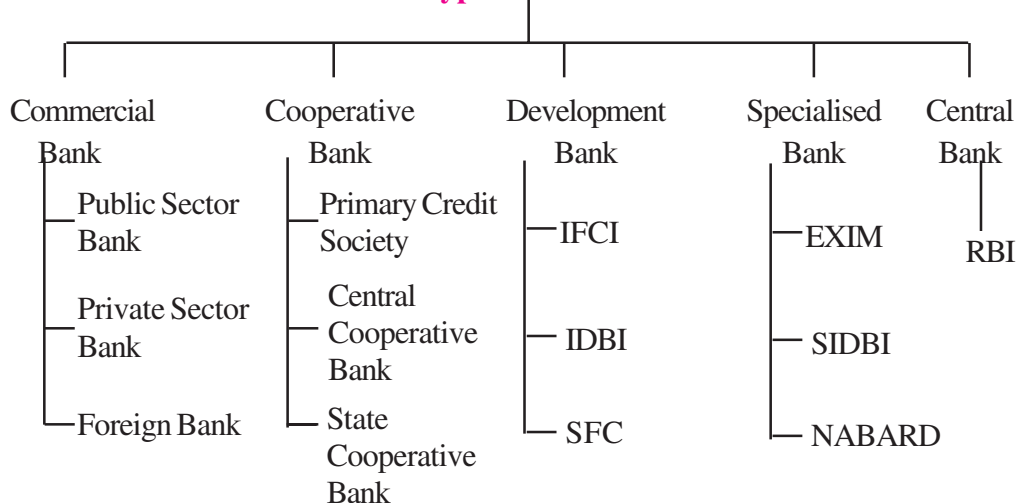 Commercial
Bank
Public Sector
Bank
Private Sector
Bank
Foreign Bank
Cooperative
Bank
Primary Credit
Society
Central
Cooperative
Bank
State
Cooperative
Bank
Development
Bank
IFCI
IDBI
SFC
Specialised
Bank
EXIM
SIDBI
NABARD
Central
Bank
RBI